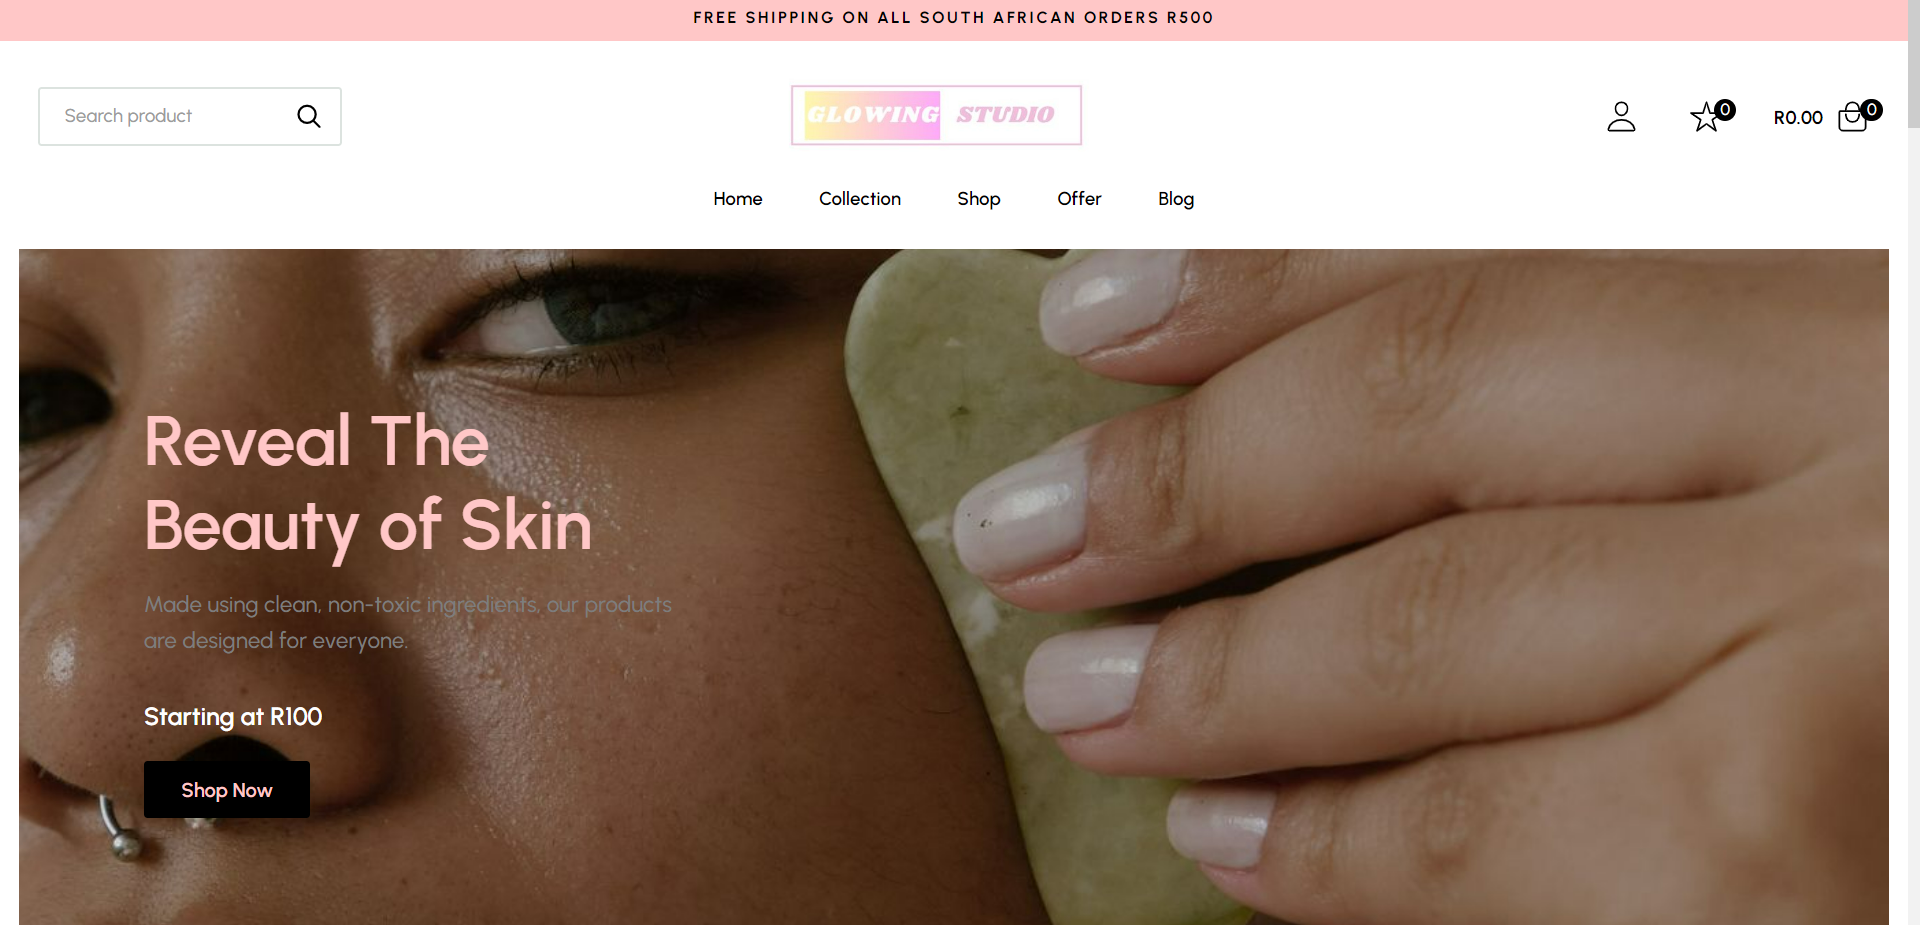 FREE SHIPPING ON ALL SOUTH AFRICAN ORDERS R500
Search product
GLOWING STUDIO
0
R0.00
0
Home
Collection
Shop
Offer
Blog
Reveal The
Beauty of Skin
Made using clean, non-toxic ingredients, our products
are designed for everyone.
Starting at R100
Shop Now